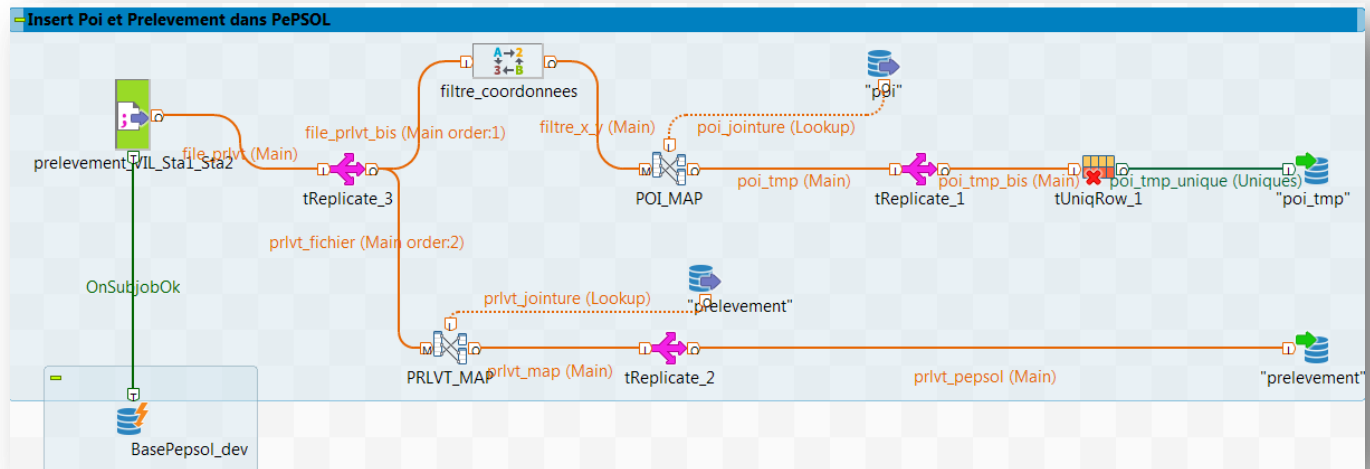 Insert Poi et Prelevement dans PePSOL
A→2
3←B
filtre_coordonnees
"poi"
prelevement_VIL_Sta1_Sta2
file_prlvt (Main)
file_prlvt_bis (Main order:1)
filtre_x_y (Main)
poi_jointure (Lookup)
tReplicate_3
POI_MAP
poi_tmp (Main)
tReplicate_1
poi_tmp_bis (Main)
tUniqRow_1
poi_tmp_unique (Uniques)
"poi_tmp"
prlvt_fichier (Main order:2)
OnSubjobOk
prlvt_jointure (Lookup)
"prelevement"
PRLVT_MAP
prlvt_map (Main)
tReplicate_2
prlvt_pepsol (Main)
"prelevement"
BasePepsol_dev